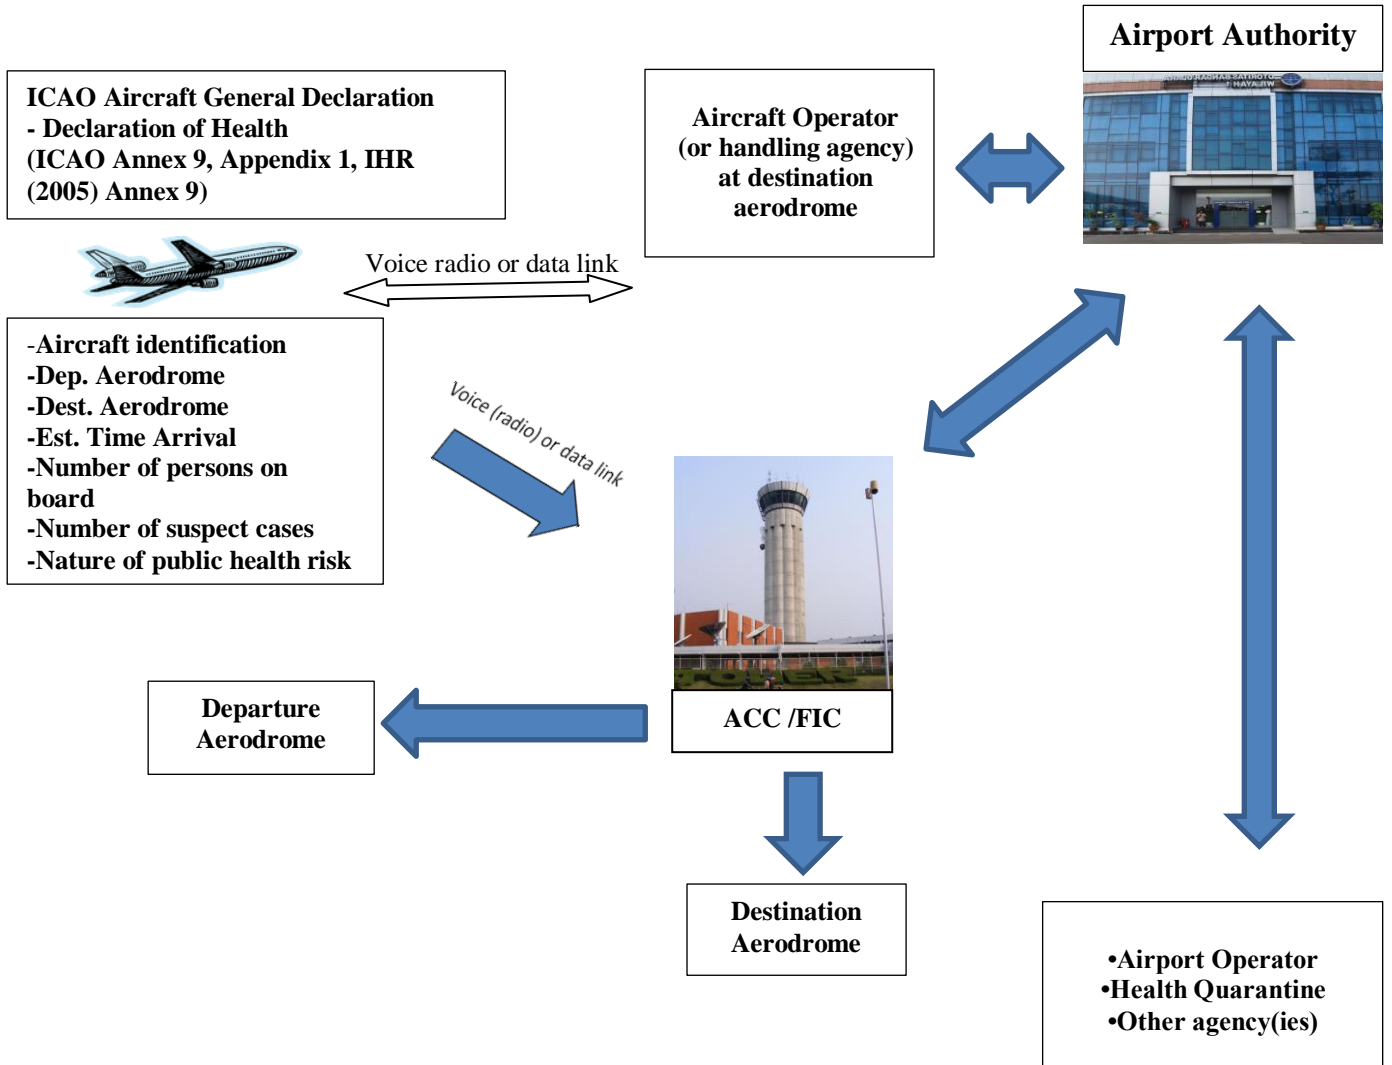 Airport Authority
ICAO Aircraft General Declaration
- Declaration of Health
(ICAO Annex 9, Appendix 1, IHR
(2005) Annex 9)
Aircraft Operator
(or handling agency)
at destination
aerodrome
Voice radio or data link
-Aircraft identification
-Dep. Aerodrome
-Dest. Aerodrome
-Est. Time Arrival
-Number of persons on
board
-Number of suspect cases
-Nature of public health risk
Voice (radio) or data link
TOWER
ACC /FIC
Departure
Aerodrome
Destination
Aerodrome
•Airport Operator
•Health Quarantine
•Other agency(ies)